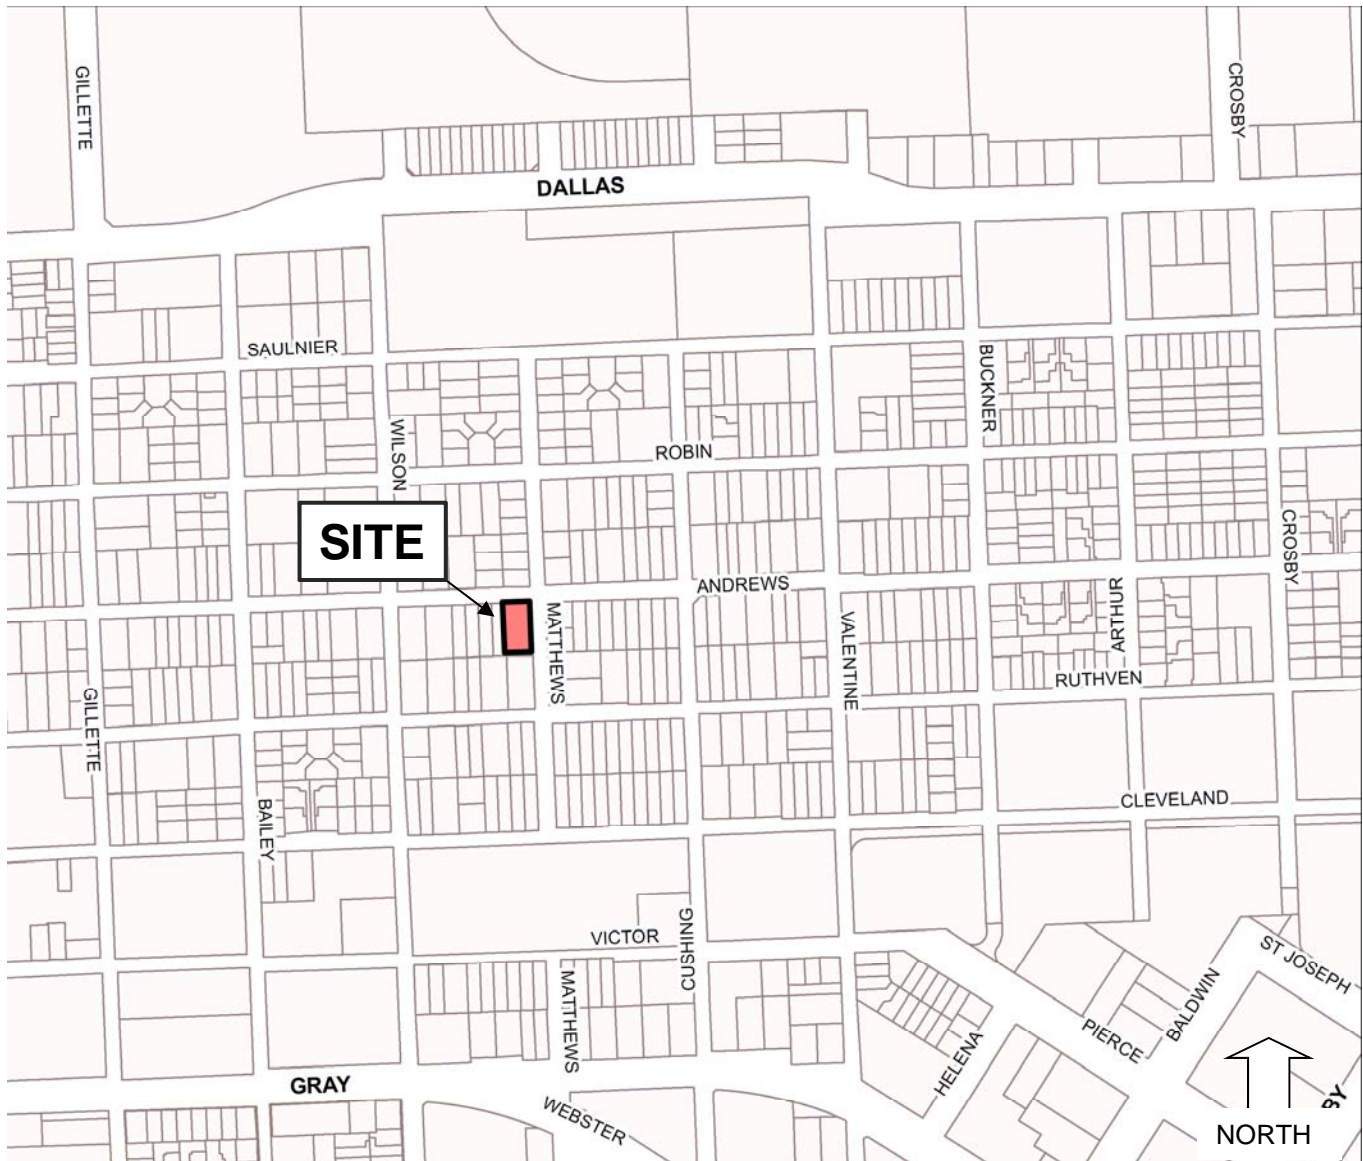 GILLETTE
CROSBY
DALLAS
SAULNIER
BUCKNER
WILSON
ROBIN
SITE
CROSBY
ANDREWS
ARTHUR
MATTHEWS
VALENTINE
RUTHVEN
GILLETTE
CLEVELAND
BAILEY
CUSHING
VICTOR
ST JOSEPH
BALDWIN
MATTHEWS
PIERCE
HELENA
GRAY
WEBSTER
BY
NORTH